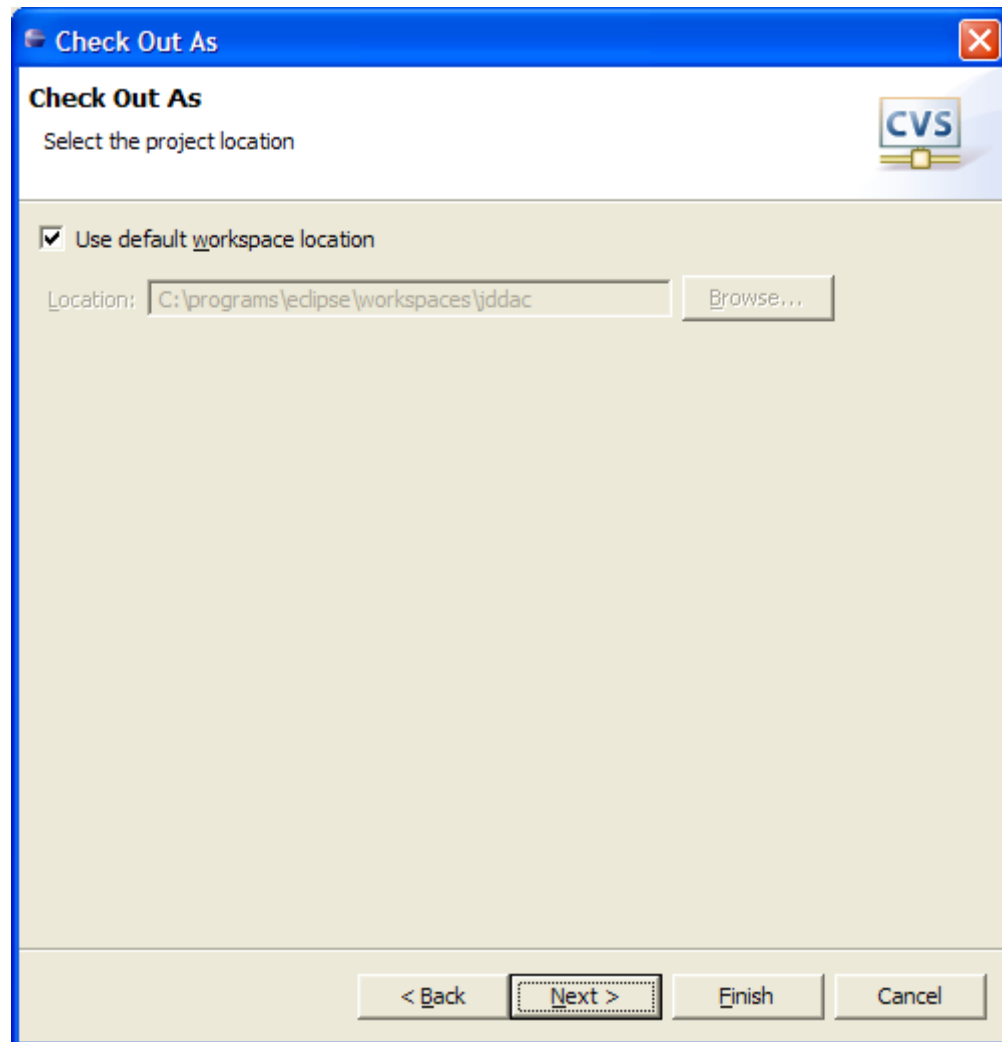 Check Out As
Check Out As
Select the project location
CVS
Use default workspace location
Location: C:\programs\eclipse\workspaces\jddac Browse...
< Back Next > Finish Cancel